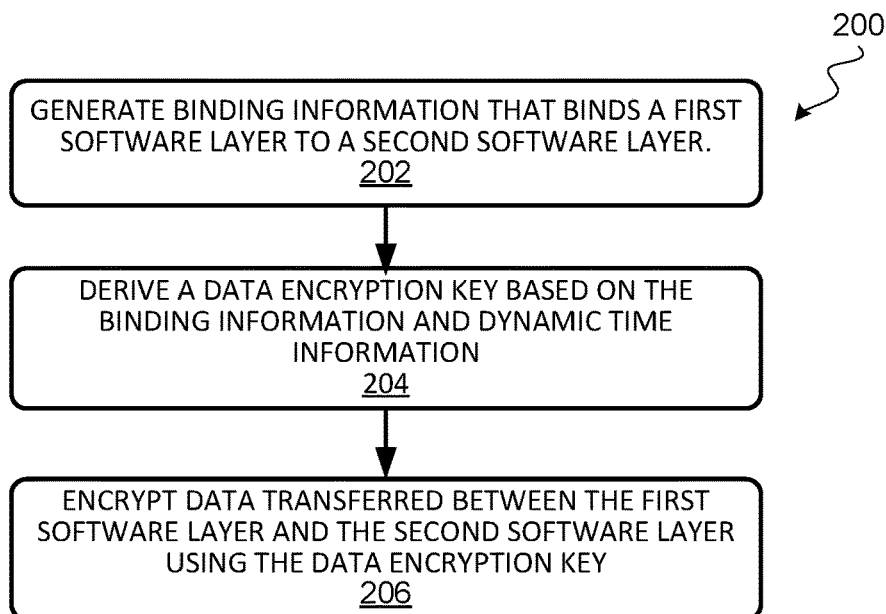 200
GENERATE BINDING INFORMATION THAT BINDS A FIRST
SOFTWARE LAYER TO A SECOND SOFTWARE LAYER.
202
DERIVE A DATA ENCRYPTION KEY BASED ON THE
BINDING INFORMATION AND DYNAMIC TIME
INFORMATION
204
ENCRYPT DATA TRANSFERRED BETWEEN THE FIRST
SOFTWARE LAYER AND THE SECOND SOFTWARE LAYER
USING THE DATA ENCRYPTION KEY
206